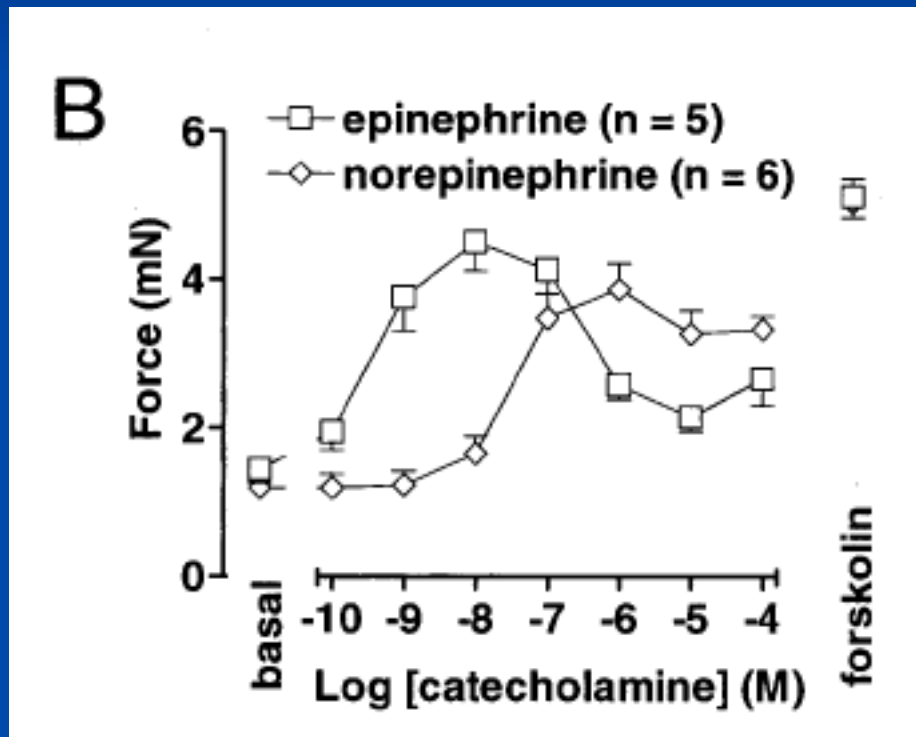 B
epinephrine (n = 5)
norepinephrine (n = 6)
6
4
2
0
Force (mN)
basal
-10 -9 -8 -7 -6 -5 -4
forskolin
Log [catecholamine] (M)